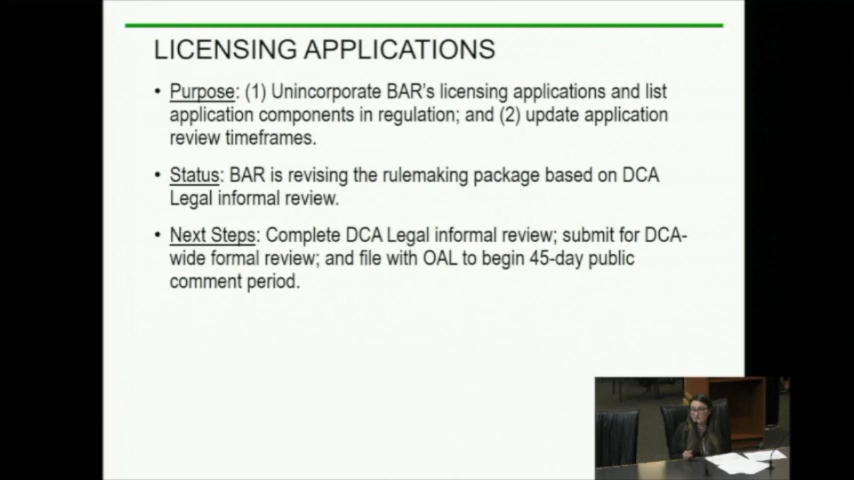 LICENSING APPLICATIONS
• Purpose: (1) Unincorporate BAR's licensing applications and list
application components in regulation; and (2) update application
review timeframes.
• Status: BAR is revising the rulemaking package based on DCA
Legal informal review.
• Next Steps: Complete DCA Legal informal review; submit for DCA-
wide formal review; and file with OAL to begin 45-day public
comment period.